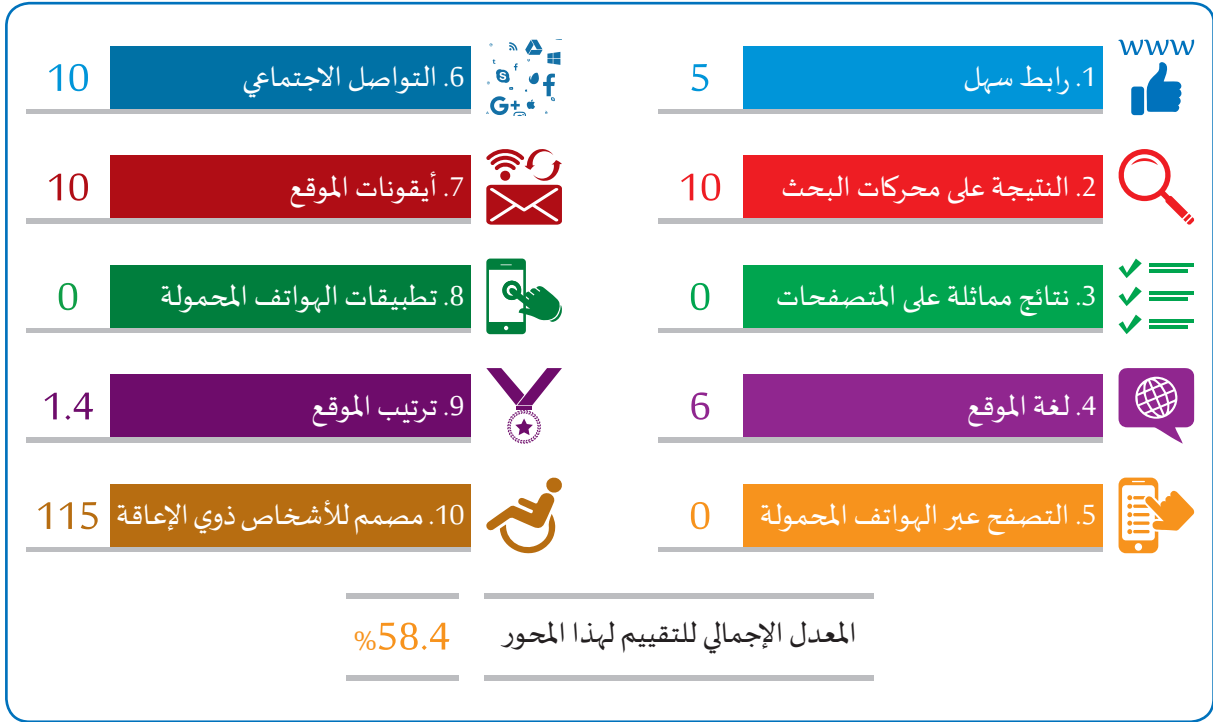 www
1. رابط سهل 5
2. النتيجة على محركات البحث 10
3. نتائج مماثلة على المتصفحات 0
4. لغة الموقع 6
5. التصفح عبر الهواتف المحمولة 0
6. التواصل الاجتماعي 10
7. أيقونات الموقع 10
8. تطبيقات الهواتف المحمولة 0
9. ترتيب الموقع 1.4
10. مصمم للأشخاص ذوي الإعاقة 115
المعدل الإجمالي للتقييم لهذا المحور %58.4